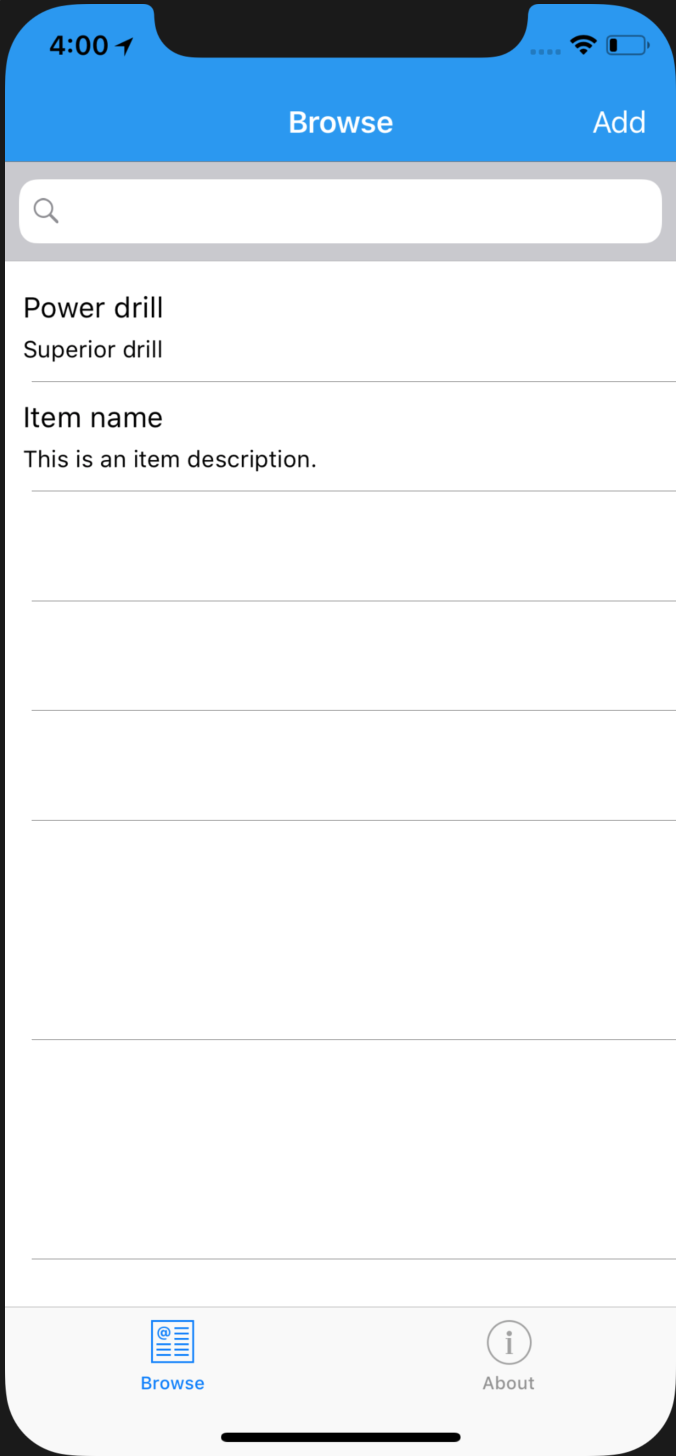 4:00
Browse
Add
Power drill
Superior drill
Item name
This is an item description.
@
Browse
i
About